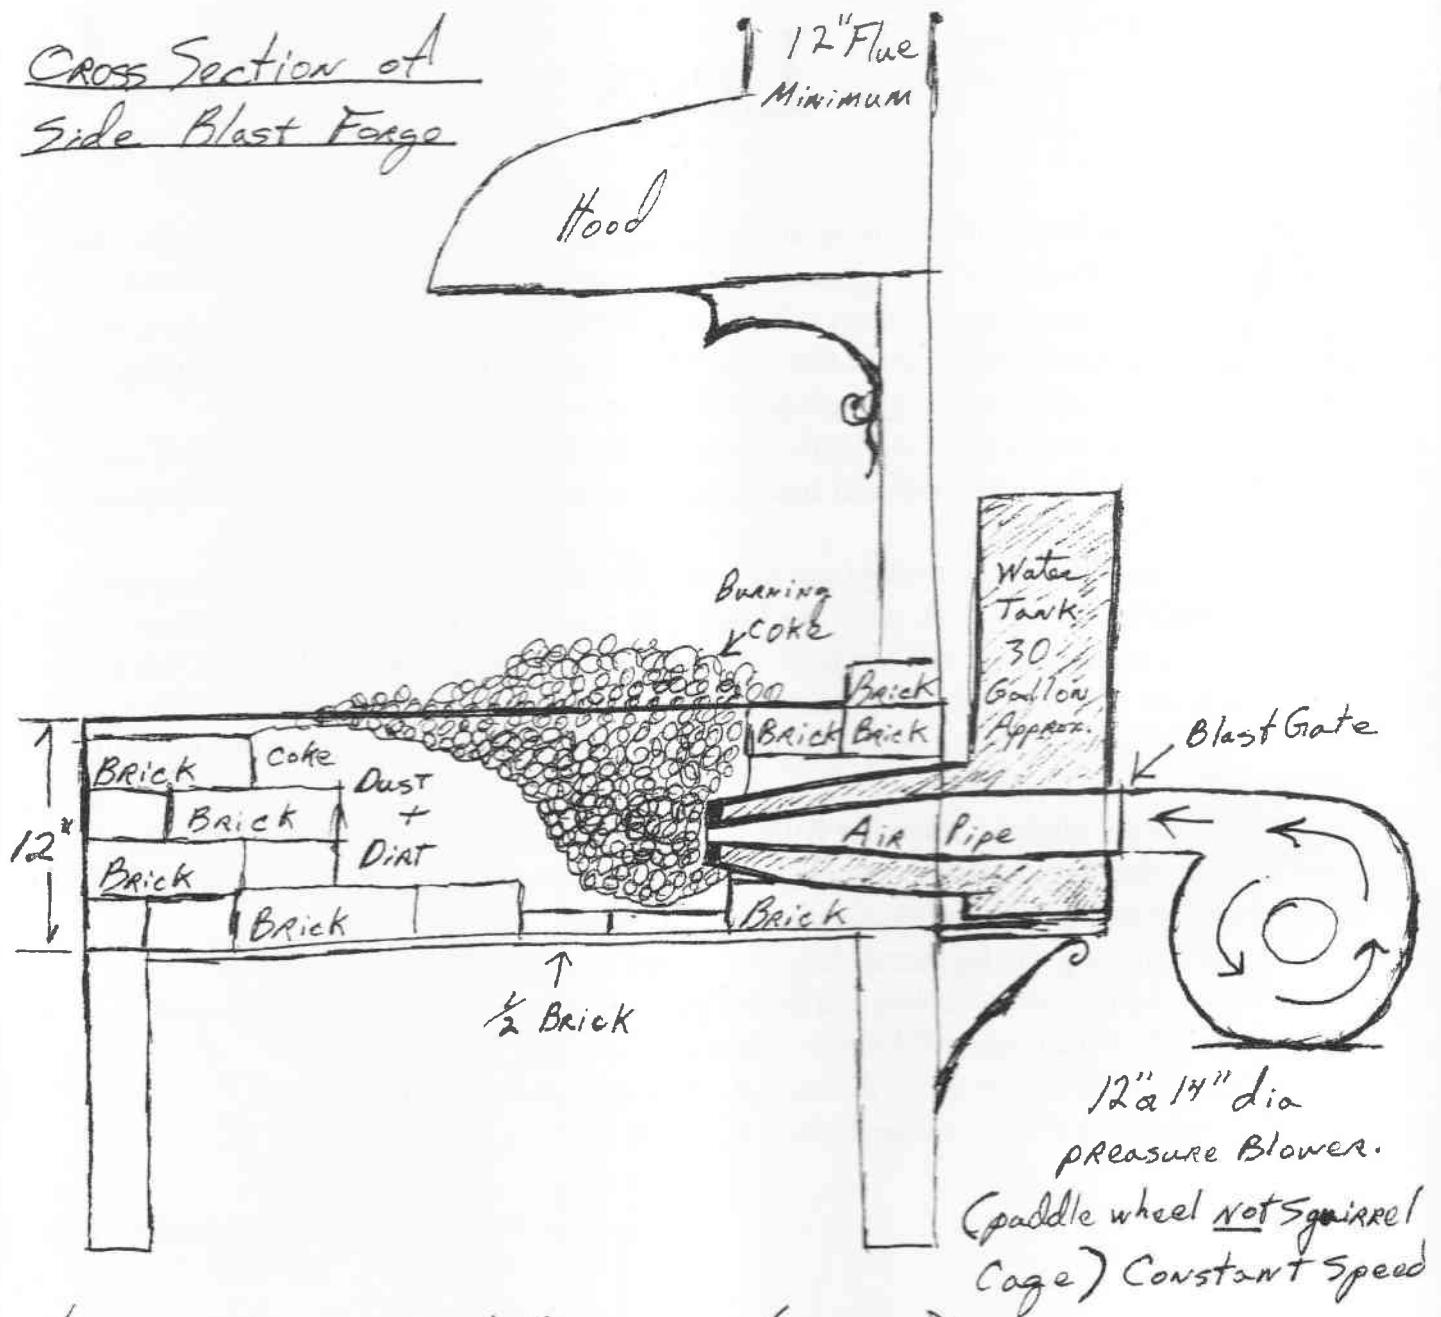 Cross Section of
Side Blast Forge
12" Flue
Minimum
Hood
Burning
Coke
Water
Tank
30
Gallon
Approx.
Blast Gate
Brick
Brick
Brick
Brick
Coke
Dust
+
Dirt
Brick
Brick
Air Pipe
12"
Brick
Brick
Brick
1/2 Brick
12" a 14" dia
preasure Blower.
(paddle wheel Not Squirrel
Cage) Constant Speed